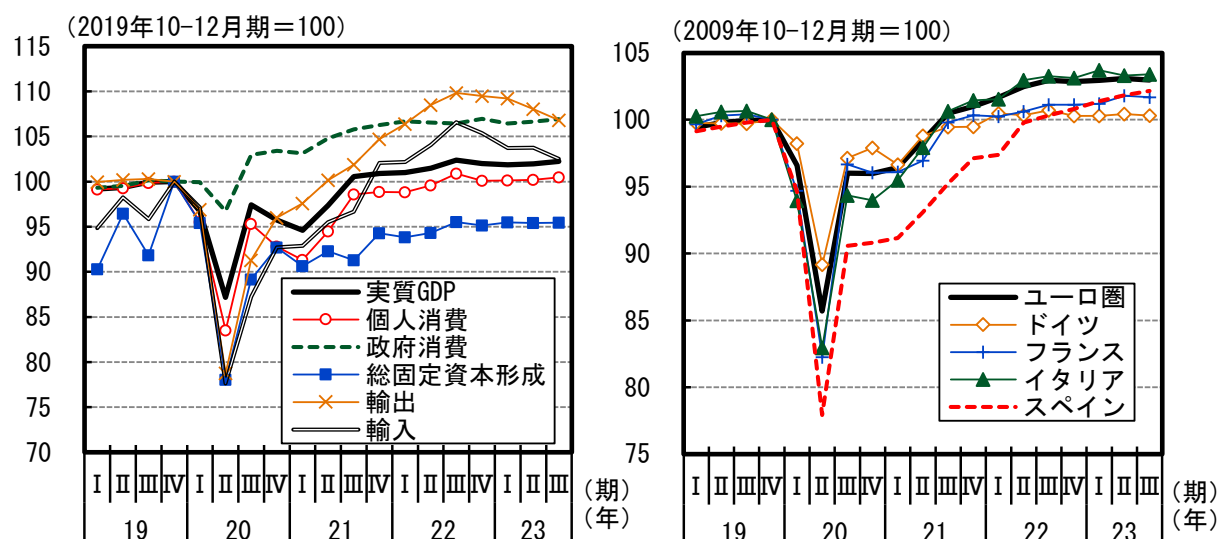 （2019年10-12月期＝100）
115
110
105
100
95
90
85
80
75
70
実質GDP
個人消費
政府消費
総固定資本形成
輸出
輸入
Ⅰ Ⅱ Ⅲ Ⅳ Ⅰ Ⅱ Ⅲ Ⅳ Ⅰ Ⅱ Ⅲ Ⅳ Ⅰ Ⅱ Ⅲ Ⅳ Ⅰ Ⅱ Ⅲ （期）
19 20 21 22 23 （年）
（2009年10-12月期＝100）
105
100
95
90
85
80
75
ユーロ圏
ドイツ
フランス
イタリア
スペイン
Ⅰ Ⅱ Ⅲ Ⅳ Ⅰ Ⅱ Ⅲ Ⅳ Ⅰ Ⅱ Ⅲ Ⅳ Ⅰ Ⅱ Ⅲ Ⅳ Ⅰ Ⅱ Ⅲ （期）
19 20 21 22 23 （年）